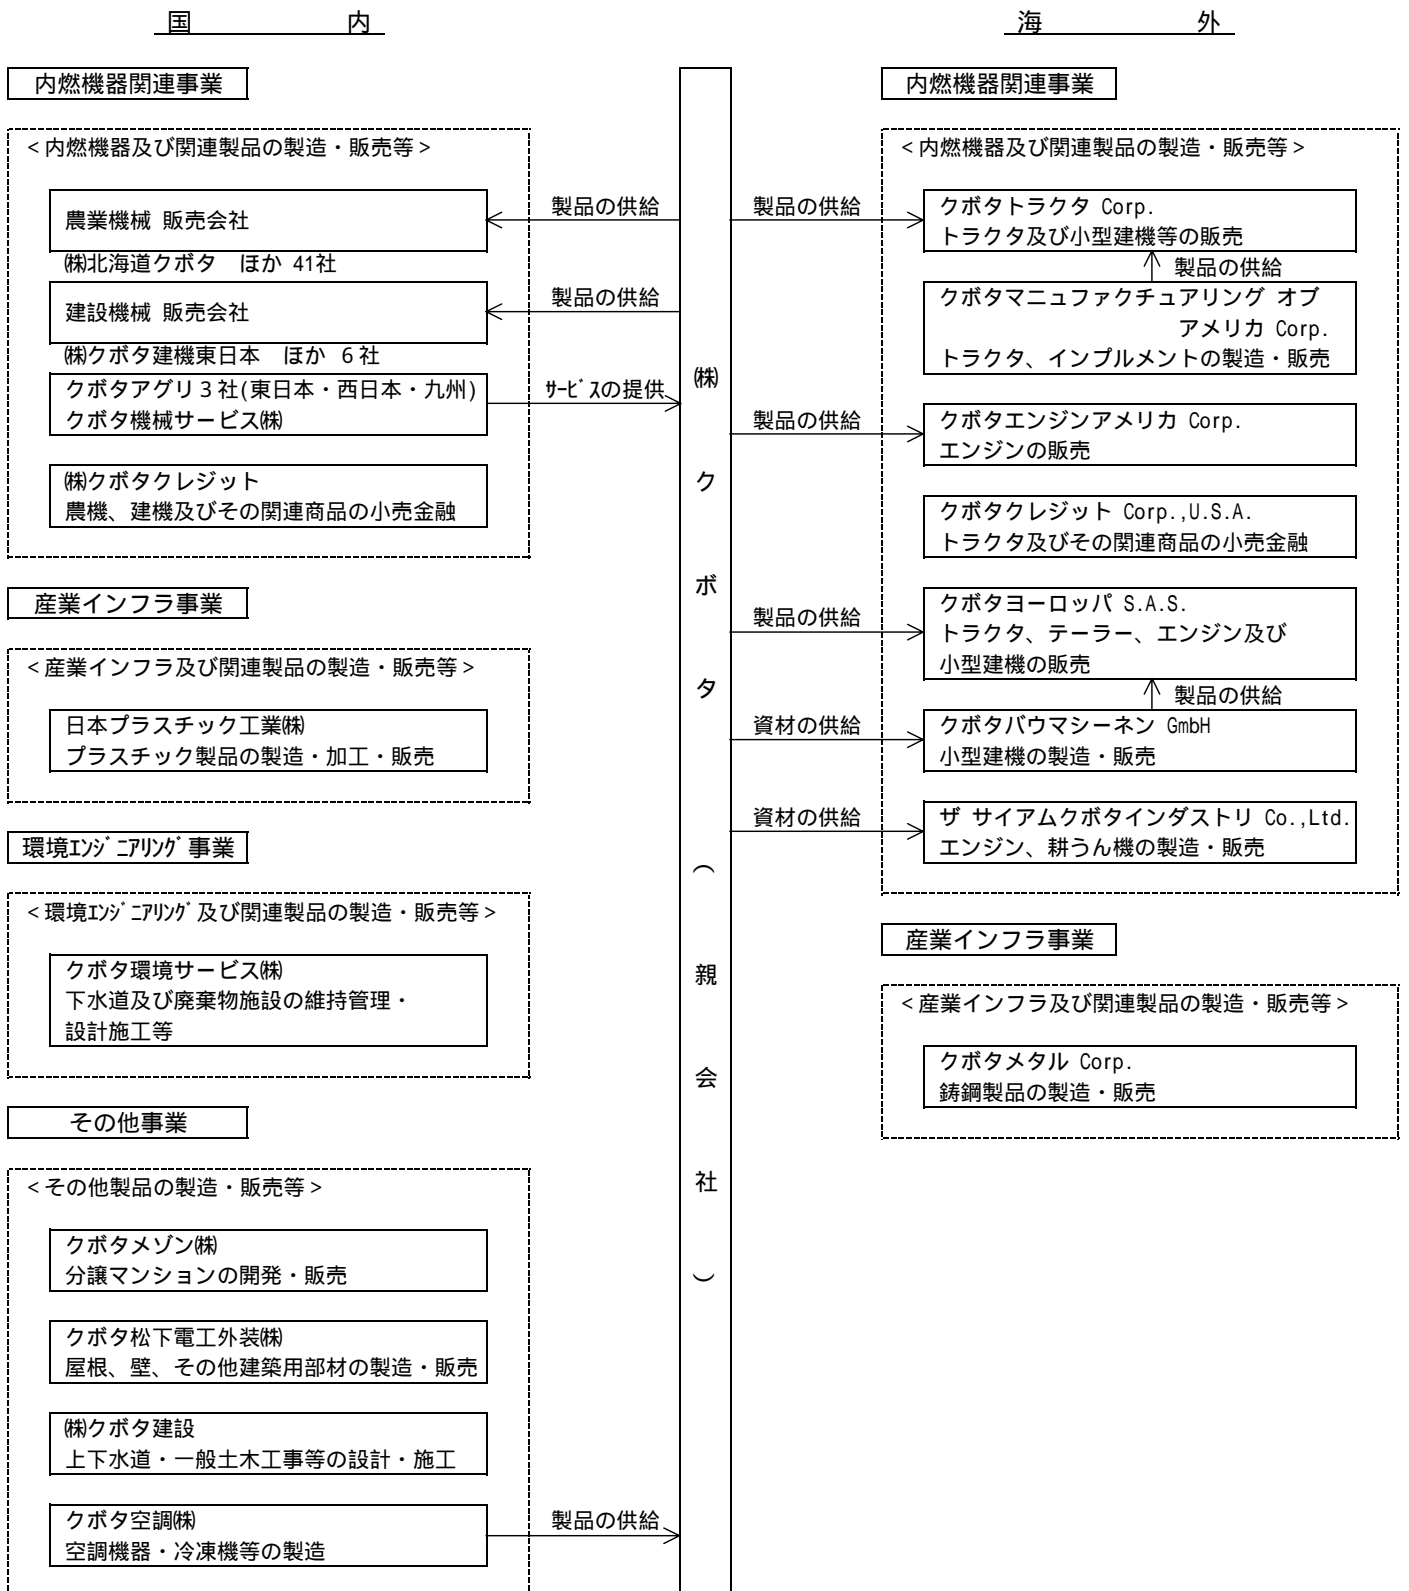 国　　　内
内燃機器関連事業
<内燃機器及び関連製品の製造・販売等>
農業機械 販売会社
㈱北海道クボタ　ほか 41社
建設機械 販売会社
㈱クボタ建機東日本　ほか 6社
クボタアグリ3社(東日本・西日本・九州)
クボタ機械サービス㈱
㈱クボタクレジット
農機、建機及びその関連商品の小売金融
産業インフラ事業
<産業インフラ及び関連製品の製造・販売等>
日本プラスチック工業㈱
プラスチック製品の製造・加工・販売
環境ｴﾝｼﾞﾆｱﾘﾝｸﾞ事業
<環境ｴﾝｼﾞﾆｱﾘﾝｸﾞ及び関連製品の製造・販売等>
クボタ環境サービス㈱
下水道及び廃棄物施設の維持管理・
設計施工等
その他事業
<その他製品の製造・販売等>
クボタメゾン㈱
分譲マンションの開発・販売
クボタ松下電工外装㈱
屋根、壁、その他建築用部材の製造・販売
㈱クボタ建設
上下水道・一般土木工事等の設計・施工
クボタ空調㈱
空調機器・冷凍機等の製造
製品の供給
製品の供給
ｻｰﾋﾞｽの提供
製品の供給
㈱クボタ（親会社）
製品の供給
製品の供給
製品の供給
資材の供給
資材の供給
海　　　外
内燃機器関連事業
<内燃機器及び関連製品の製造・販売等>
クボタトラクタ Corp.
トラクタ及び小型建機等の販売
製品の供給
クボタマニュファクチュアリング オブ
アメリカ Corp.
トラクタ、インプルメントの製造・販売
クボタエンジンアメリカ Corp.
エンジンの販売
クボタクレジット Corp.,U.S.A.
トラクタ及びその関連商品の小売金融
クボタヨーロッパ S.A.S.
トラクタ、テーラー、エンジン及び
小型建機の販売
製品の供給
クボタバウマシーネン GmbH
小型建機の製造・販売
ザ サイアムクボタインダストリ Co.,Ltd.
エンジン、耕うん機の製造・販売
産業インフラ事業
<産業インフラ及び関連製品の製造・販売等>
クボタメタル Corp.
鋳鋼製品の製造・販売